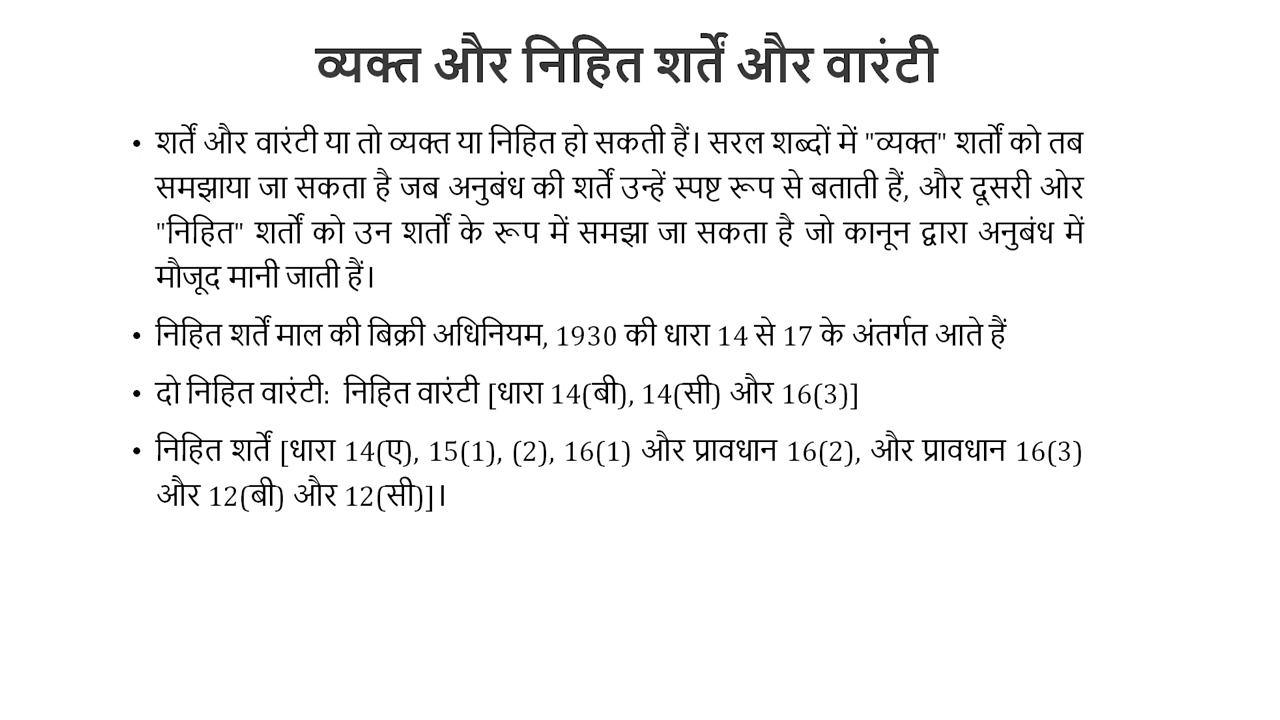 व्यक्त और निहित शर्तें और वारंटी
• शर्तें और वारंटी या तो व्यक्त या निहित हो सकती हैं। सरल शब्दों में "व्यक्त" शर्तों को तब
समझाया जा सकता है जब अनुबंध की शर्तें उन्हें स्पष्ट रूप से बताती हैं, और दूसरी ओर
"निहित" शर्तों को उन शर्तों के रूप में समझा जा सकता है जो कानून द्वारा अनुबंध में
मौजूद मानी जाती हैं।
• निहित शर्तें माल की बिक्री अधिनियम, 1930 की धारा 14 से 17 के अंतर्गत आते हैं
• दो निहित वारंटी: निहित वारंटी [धारा 14(बी), 14(सी) और 16(3)]
• निहित शर्तें [धारा 14(ए), 15(1), (2), 16(1) और प्रावधान 16(2), और प्रावधान 16(3)
और 12(बी) और 12(सी)]।